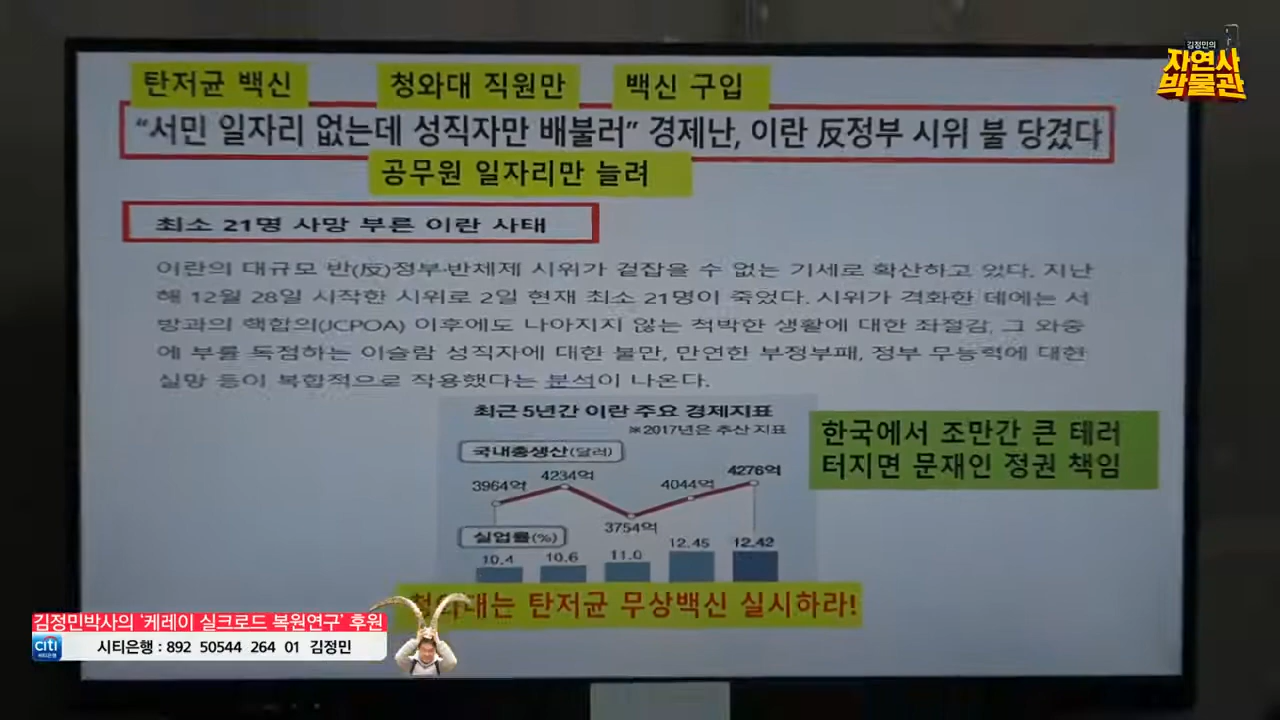 김정민의
자연사
박물관
탄저균 백신 청와대 직원만 백신 구입
“서민 일자리 없는데 성직자만 배불러” 경제난, 이란 反정부 시위 불 당겼다
공무원 일자리만 늘려
최소 21명 사망 부른 이란 사태
이란의 대규모 반(反)정부·반체제 시위가 걷잡을 수 없는 기세로 확산하고 있다. 지난
해 12월 28일 시작한 시위로 2일 현재 최소 21명이 죽었다. 시위가 격화한 데에는 서
방과의 핵합의(JCPOA) 이후에도 나아지지 않는 척박한 생활에 대한 좌절감, 그 와중
에 부를 독점하는 이슬람 성직자에 대한 불만, 만연한 부정부패, 정부 무능력에 대한
실망 등이 복합적으로 작용했다는 분석이 나온다.
최근 5년간 이란 주요 경제지표
※2017년은 추산 지표
국내총생산(달러)
3964억 4234억 3754억 4044억 4276억
실업률(%)
10.4 10.6 11.0 12.45 12.42
한국에서 조만간 큰 테러
터지면 문재인 정권 책임
청와대는 탄저균 무상백신 실시하라!
김정민박사의 '케레이 실크로드 복원연구' 후원
citi
시티은행 : 892 50544 264 01 김정민